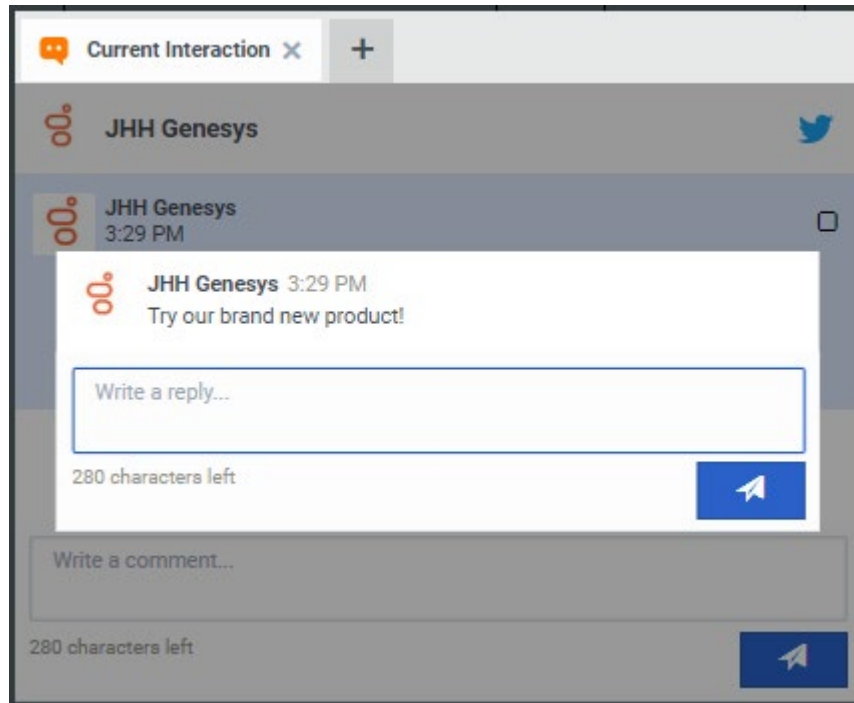 Current Interaction
JHH Genesys
JHH Genesys
3:29 PM
JHH Genesys 3:29 PM
Try our brand new product!
Write a reply...
280 characters left
Write a comment...
280 characters left